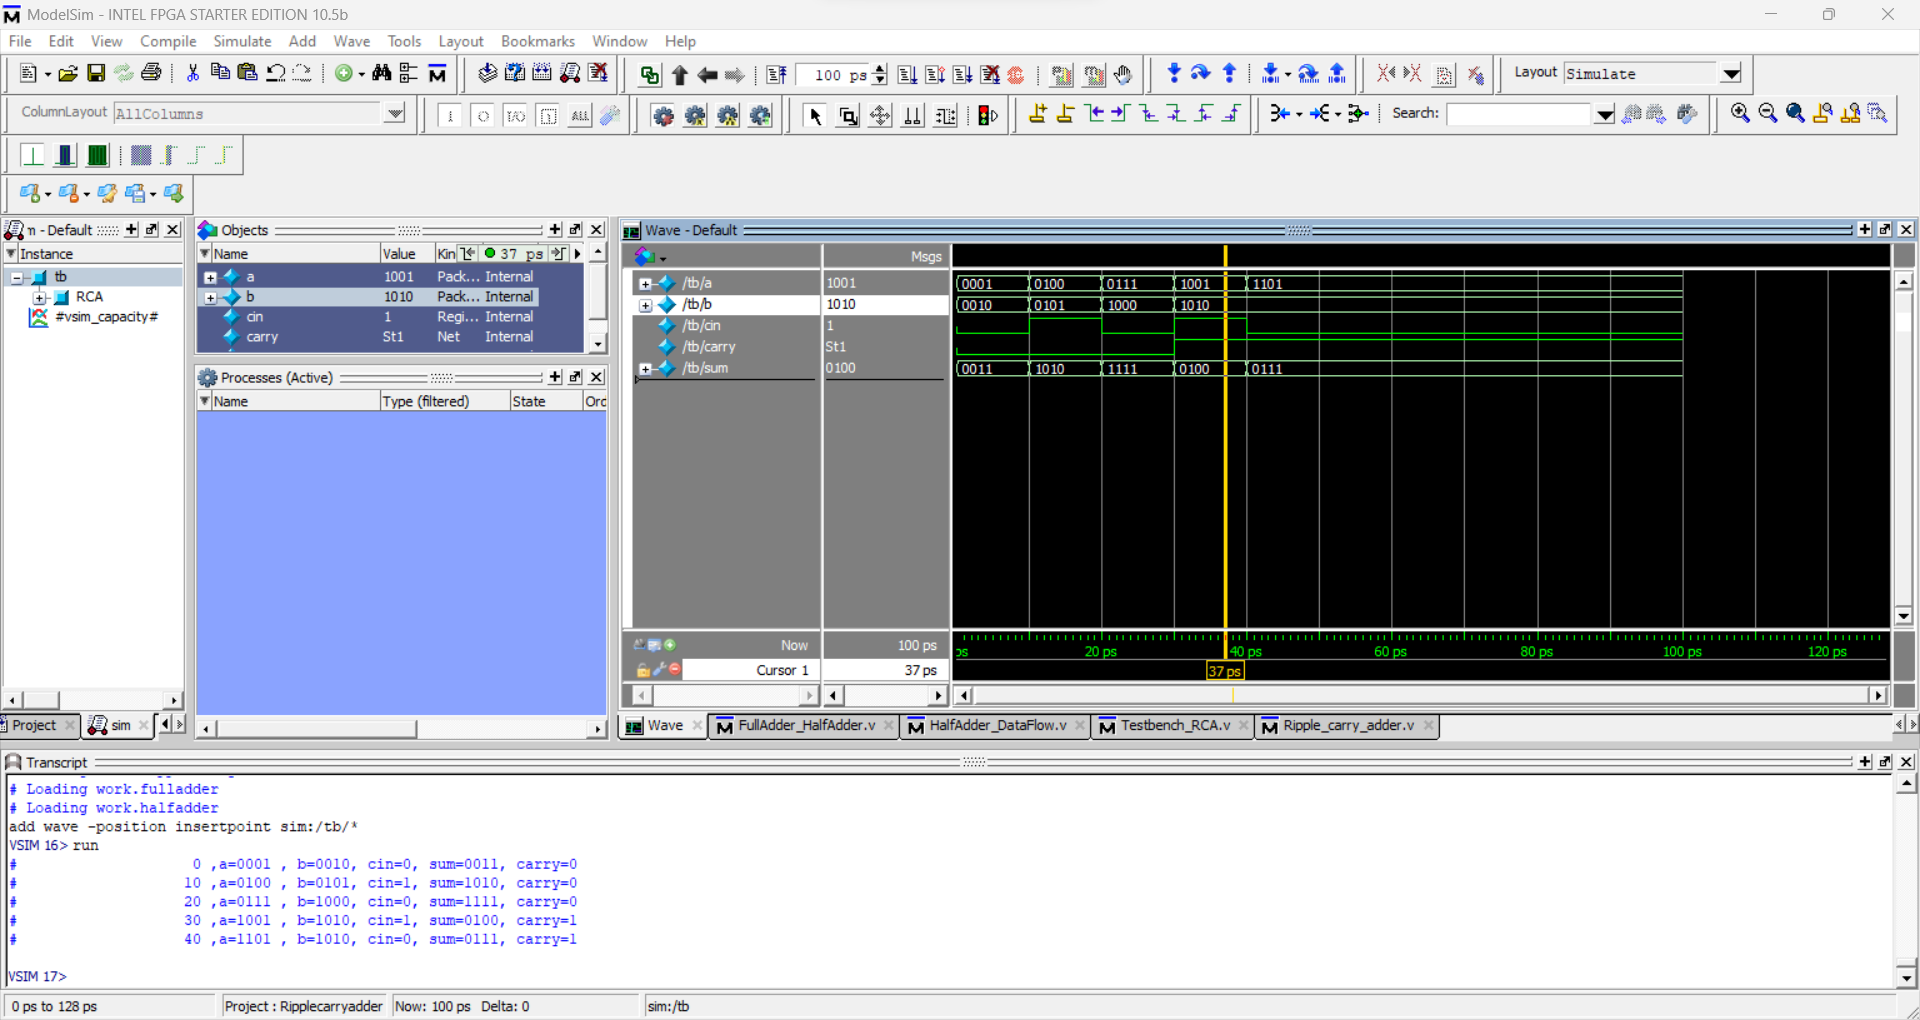 ModelSim - INTEL FPGA STARTER EDITION 10.5b
File Edit View Compile Simulate Add Wave Tools Layout Bookmarks Window Help
100 ps
Layout Simulate
ColumnLayout AllColumns
ALL
Search:
- Default
Objects
Wave - Default
Instance
Name Value Kin 37 ps
Msgs
tb
RCA
#vsim_capacity#
a 1001 Pack... Internal
b 1010 Pack... Internal
cin 1 Regi... Internal
carry St1 Net Internal
/tb/a 1001 0001 0100 0111 1001 1101
/tb/b 1010 0010 0101 1000 1010
/tb/cin 1
/tb/carry St1
/tb/sum 0100 0011 1010 1111 0100 0111
Processes (Active)
Name Type (filtered) State Orc
Now 100 ps
20 ps 40 ps 60 ps 80 ps 100 ps 120 ps
Cursor 1 37 ps
37 ps
Project sim
Wave FullAdder_HalfAdder.v HalfAdder_DataFlow.v Testbench_RCA.v Ripple_carry_adder.v
Transcript
# Loading work.fulladder
# Loading work.halfadder
add wave -position insertpoint sim:/tb/*
VSIM 16> run
# 0 ,a=0001 , b=0010, cin=0, sum=0011, carry=0
# 10 ,a=0100 , b=0101, cin=1, sum=1010, carry=0
# 20 ,a=0111 , b=1000, cin=0, sum=1111, carry=0
# 30 ,a=1001 , b=1010, cin=1, sum=0100, carry=1
# 40 ,a=1101 , b=1010, cin=0, sum=0111, carry=1
VSIM 17>
0 ps to 128 ps Project : Ripplecarryadder Now: 100 ps Delta: 0 sim:/tb